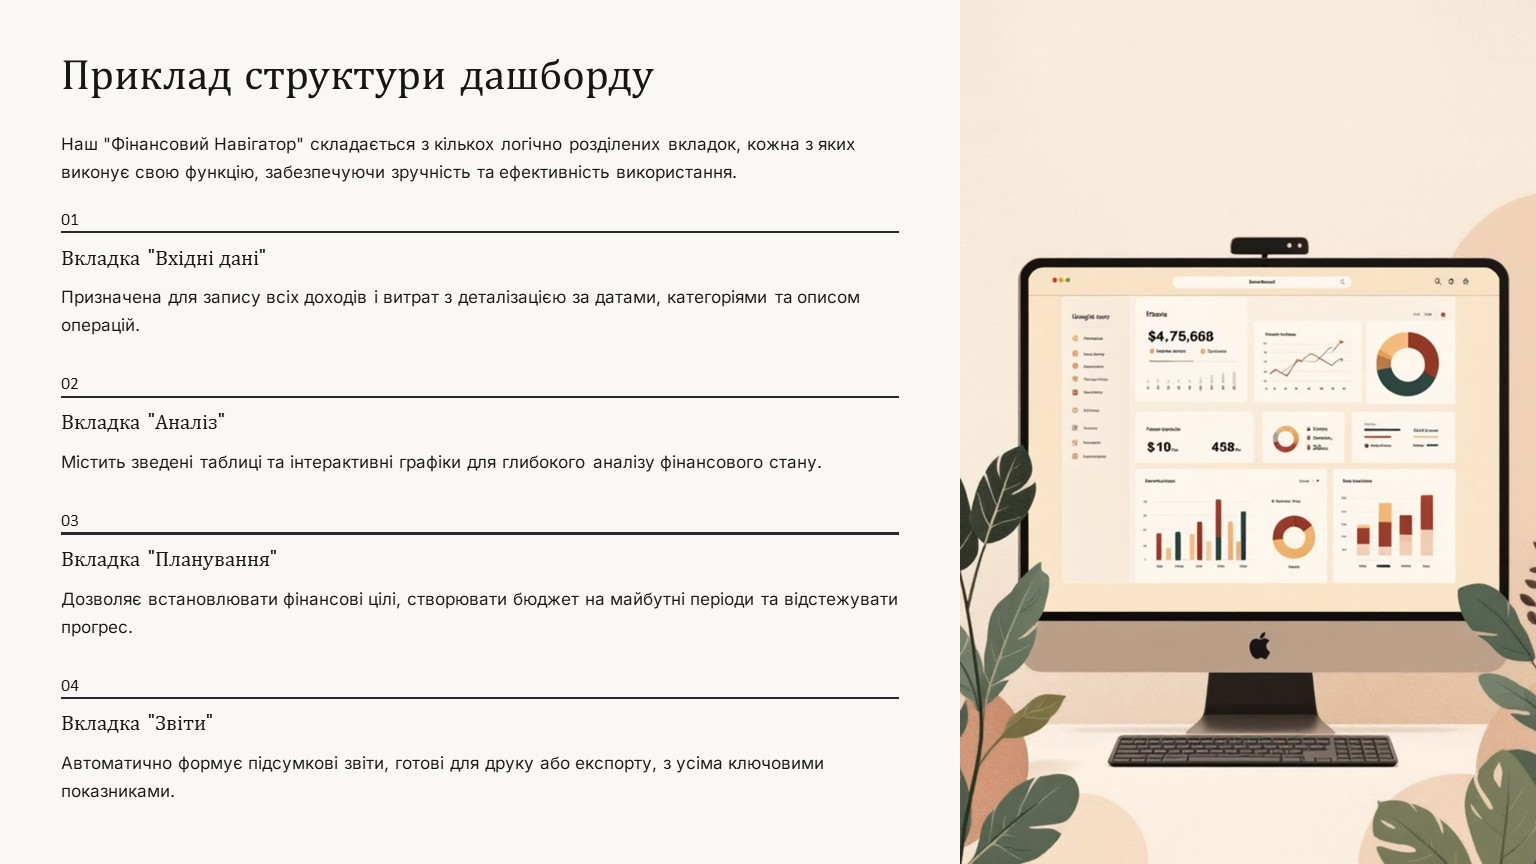 Приклад структури дашборду
Наш "Фінансовий Навігатор" складається з кількох логічно розділених вкладок, кожна з яких
виконує свою функцію, забезпечуючи зручність та ефективність використання.
01
Вкладка "Вхідні дані"
Призначена для запису всіх доходів і витрат з деталізацією за датами, категоріями та описом
операцій.
02
Вкладка "Аналіз"
Містить зведені таблиці та інтерактивні графіки для глибокого аналізу фінансового стану.
03
Вкладка "Планування"
Дозволяє встановлювати фінансові цілі, створювати бюджет на майбутні періоди та відстежувати
прогрес.
04
Вкладка "Звіти"
Автоматично формує підсумкові звіти, готові для друку або експорту, з усіма ключовими
показниками.
$4,75,668
$10
458